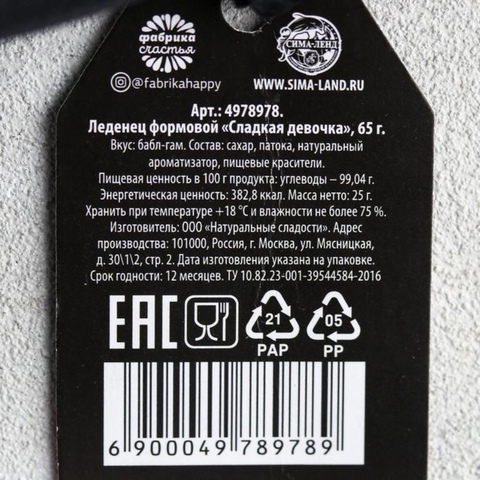 фабрика счастья
СИМА-ЛЕНД
@fabrikahappy
WWW.SIMA-LAND.RU
Арт.: 4978978.
Леденец формовой «Сладкая девочка», 65 г.
Вкус: бабл-гам. Состав: сахар, патока, натуральный
ароматизатор, пищевые красители.
Пищевая ценность в 100 г продукта: углеводы – 99,04 г.
Энергетическая ценность: 382,8 ккал. Масса нетто: 25 г.
Хранить при температуре +18 °С и влажности не более 75 %.
Изготовитель: ООО «Натуральные сладости». Адрес
производства: 101000, Россия, г. Москва, ул. Мясницкая,
д. 30\1\2, стр. 2. Дата изготовления указана на упаковке.
Срок годности: 12 месяцев. ТУ 10.82.23-001-39544584-2016
EAC
21 05
PAP PP
6 900049 789789